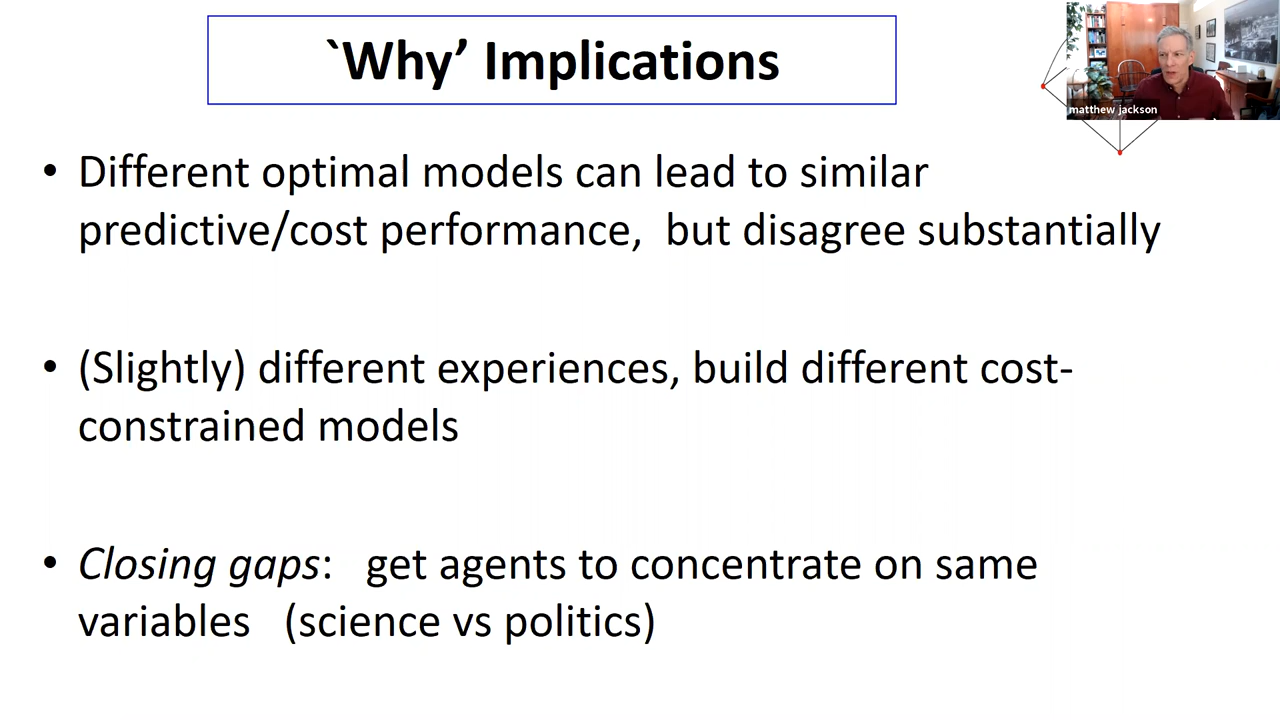 `Why’ Implications
matthew jackson
• Different optimal models can lead to similar
predictive/cost performance,  but disagree substantially
• (Slightly) different experiences, build different cost-
constrained models
• Closing gaps:   get agents to concentrate on same
variables   (science vs politics)